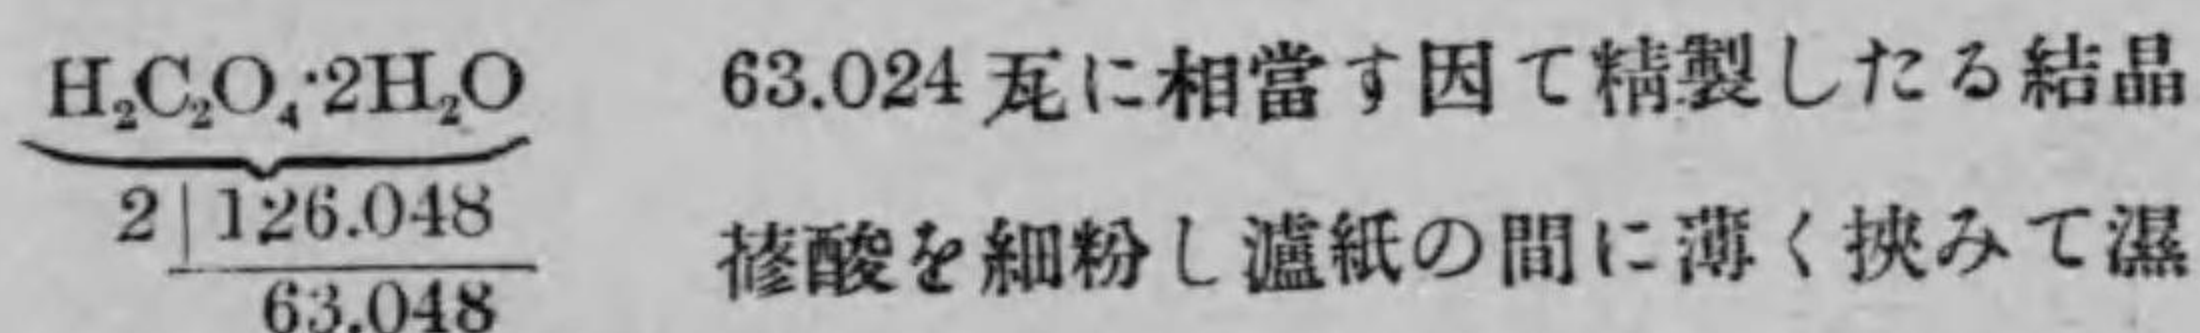 H₂C₂O₄·2H₂O
2|126.048
63.048
63.024 瓦に相當す因て精製したる結晶
蓚酸を細粉し濾紙の間に薄く挾みて濕